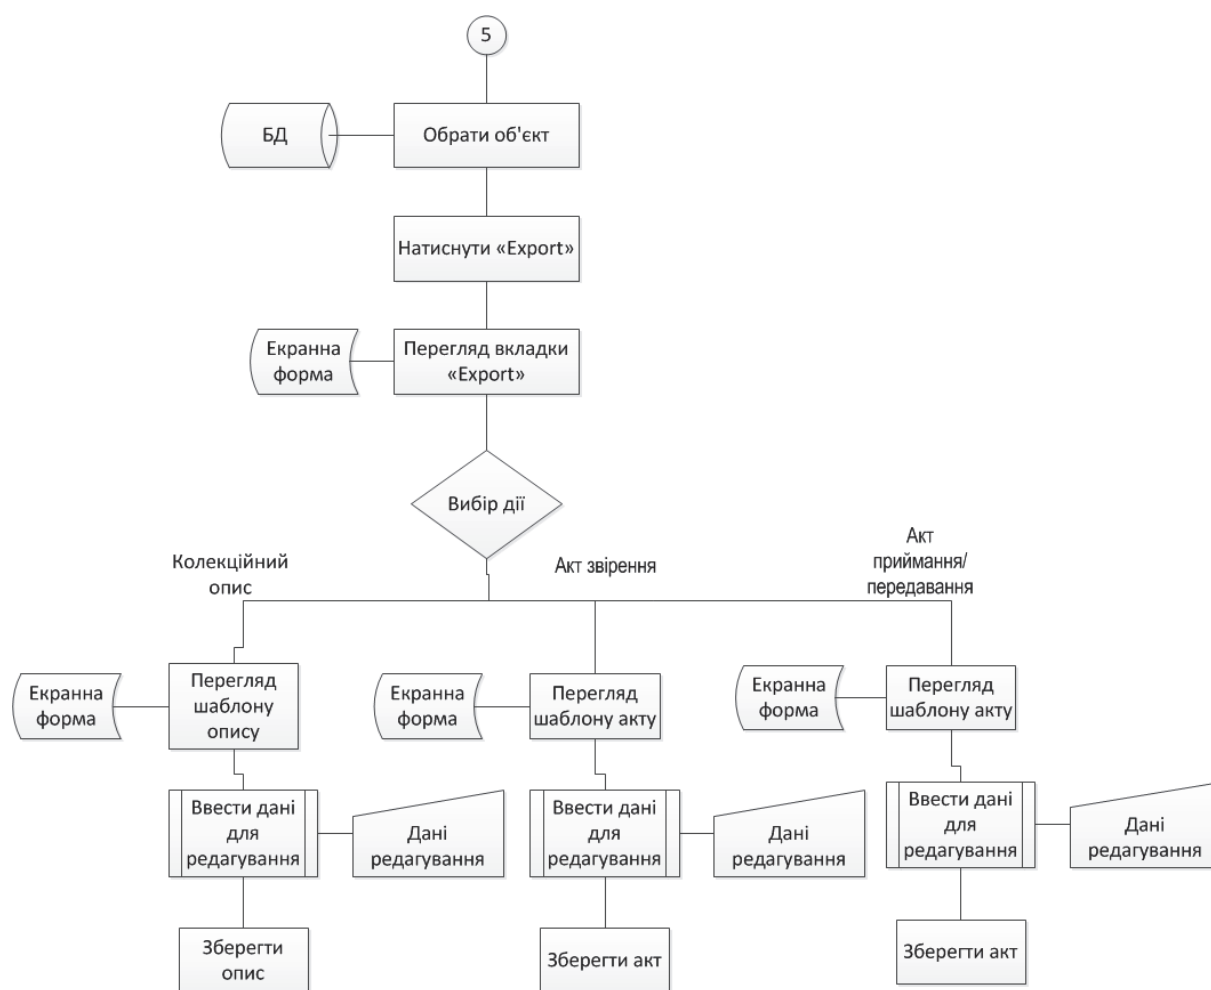 5
БД
Обрати об'єкт
Натиснути «Export»
Екранна
форма
Перегляд вкладки
«Export»
Вибір дії
Колекційний
опис
Акт звірення
Акт
приймання/
передавання
Екранна
форма
Перегляд
шаблону
опису
Екранна
форма
Перегляд
шаблону акту
Екранна
форма
Перегляд
шаблону акту
Ввести дані
для
редагування
Дані
редагування
Ввести дані
для
редагування
Дані
редагування
Ввести дані
для
редагування
Дані
редагування
Зберегти
опис
Зберегти акт
Зберегти акт